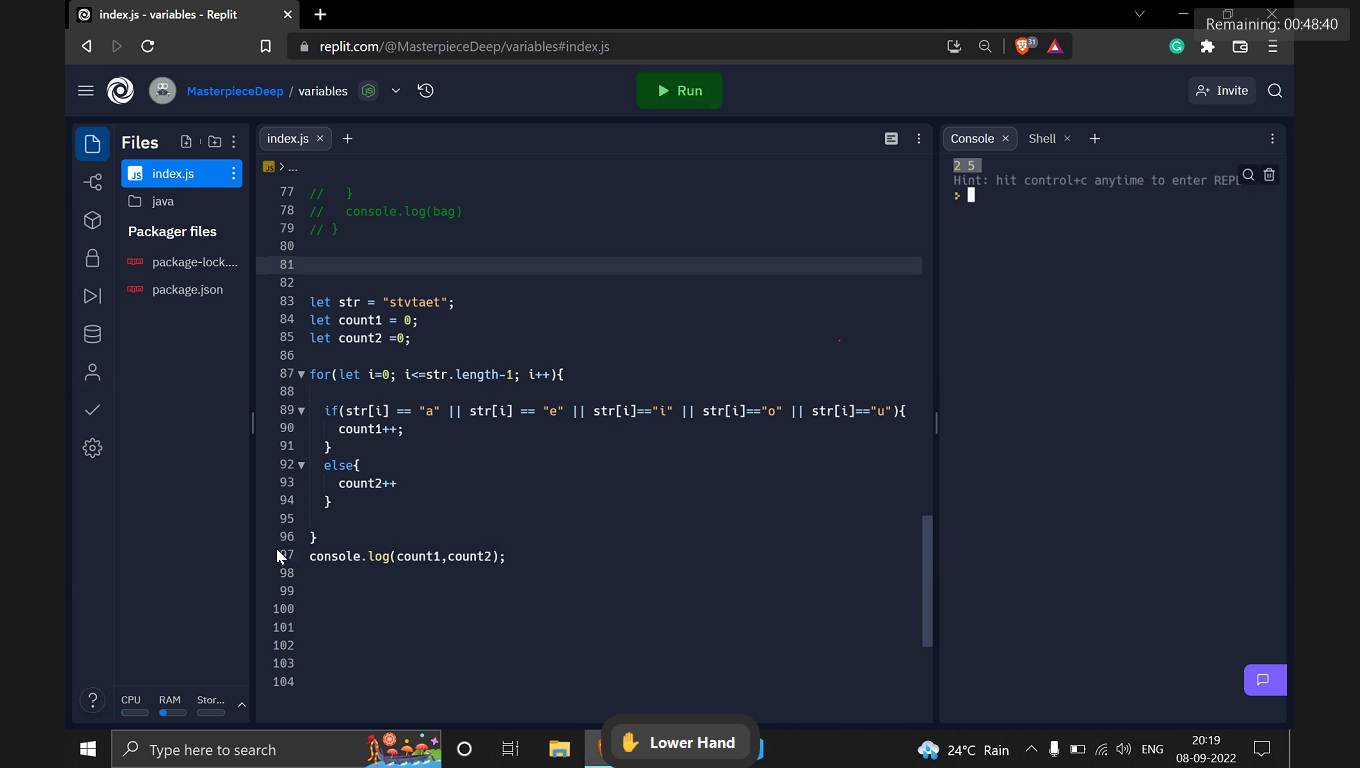 index.js - variables - Replit
Remaining: 00:48:40
replit.com/@MasterpieceDeep/variables#index.js
31
MasterpieceDeep / variables
Run
Invite
Files
index.js
java
Packager files
package-lock....
package.json
index.js
JS > ...
77 //   }
78 //   console.log(bag)
79 // }
80
81
82
83 let str = "stvtaet";
84 let count1 = 0;
85 let count2 =0;
86
87 for(let i=0; i<=str.length-1; i++){
88
89   if(str[i] == "a" || str[i] == "e" || str[i]=="i" || str[i]=="o" || str[i]=="u"){
90     count1++;
91   }
92   else{
93     count2++
94   }
95
96 }
97 console.log(count1,count2);
98
99
100
101
102
103
104
Console
Shell
2 5
Hint: hit control+c anytime to enter REPL
CPU RAM Stor...
Lower Hand
Type here to search
24°C Rain
ENG
20:19
08-09-2022